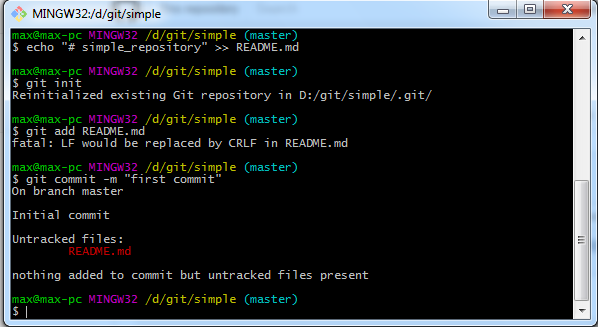 MINGW32:/d/git/simple
max@max-pc MINGW32 /d/git/simple (master)
$ echo "# simple_repository" >> README.md
max@max-pc MINGW32 /d/git/simple (master)
$ git init
Reinitialized existing Git repository in D:/git/simple/.git/
max@max-pc MINGW32 /d/git/simple (master)
$ git add README.md
fatal: LF would be replaced by CRLF in README.md
max@max-pc MINGW32 /d/git/simple (master)
$ git commit -m "first commit"
On branch master
Initial commit
Untracked files:
README.md
nothing added to commit but untracked files present
max@max-pc MINGW32 /d/git/simple (master)
$